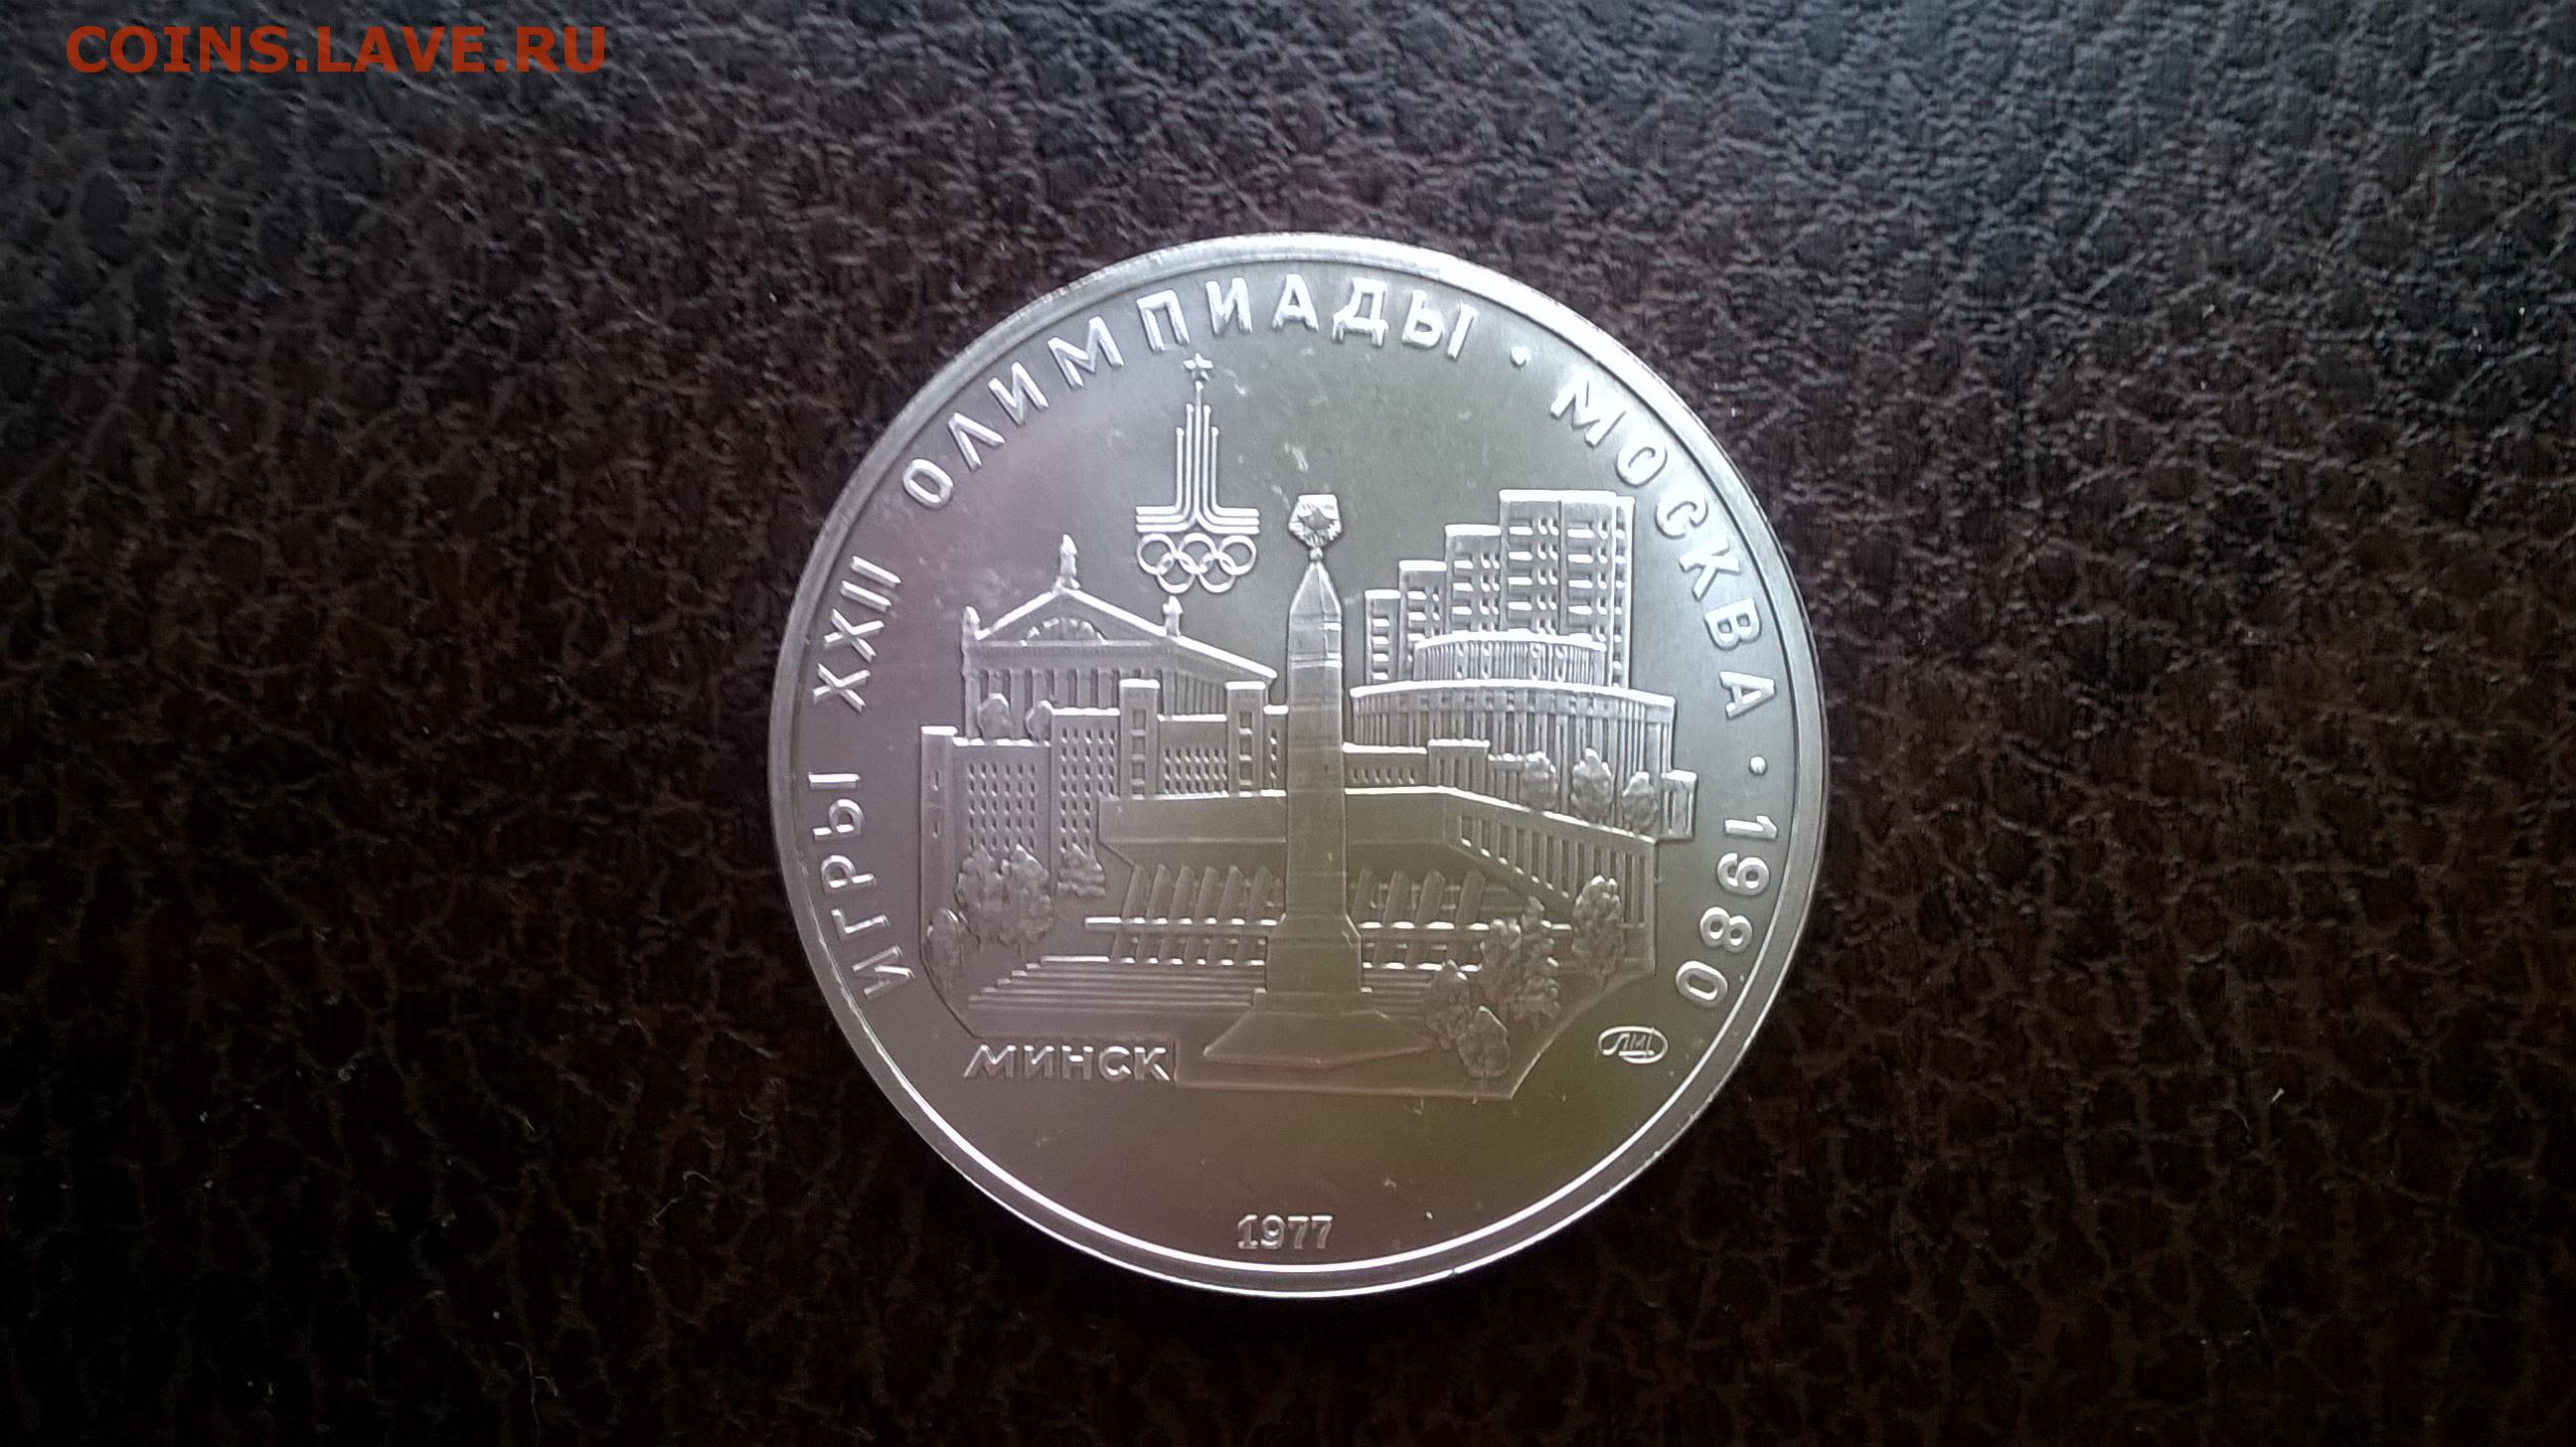 COINS.LAVE.RU
ИГРЫ XXII ОЛИМПИАДЫ • МОСКВА • 1980
МИНСК
ЛМД
1977